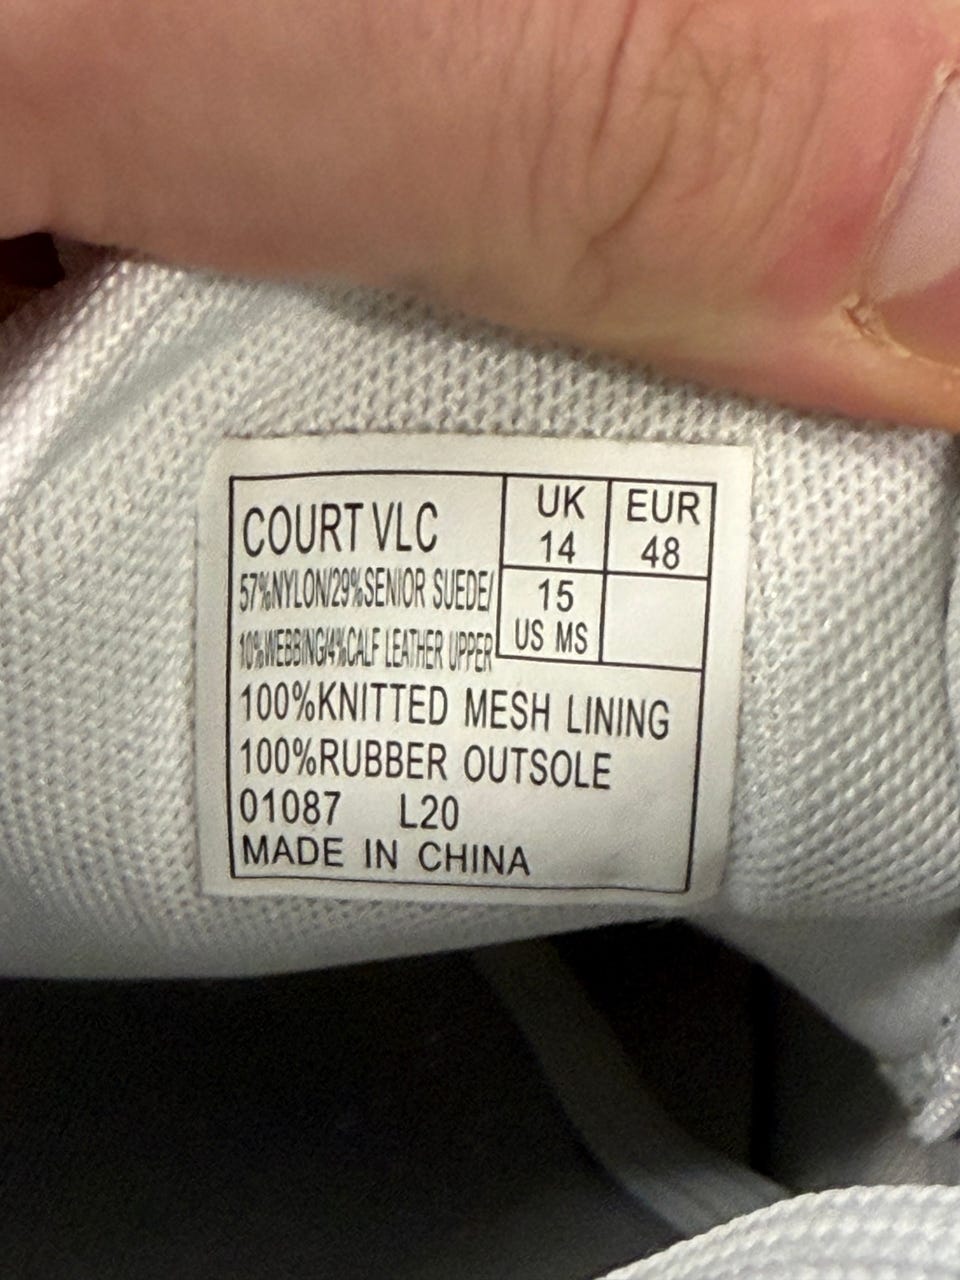 COURT VLC
57%NYLON/29%SENIOR SUEDE/
10%WEBBING/4%CALF LEATHER UPPER
UK
14
EUR
48
15
US MS
100%KNITTED MESH LINING
100%RUBBER OUTSOLE
01087 L20
MADE IN CHINA